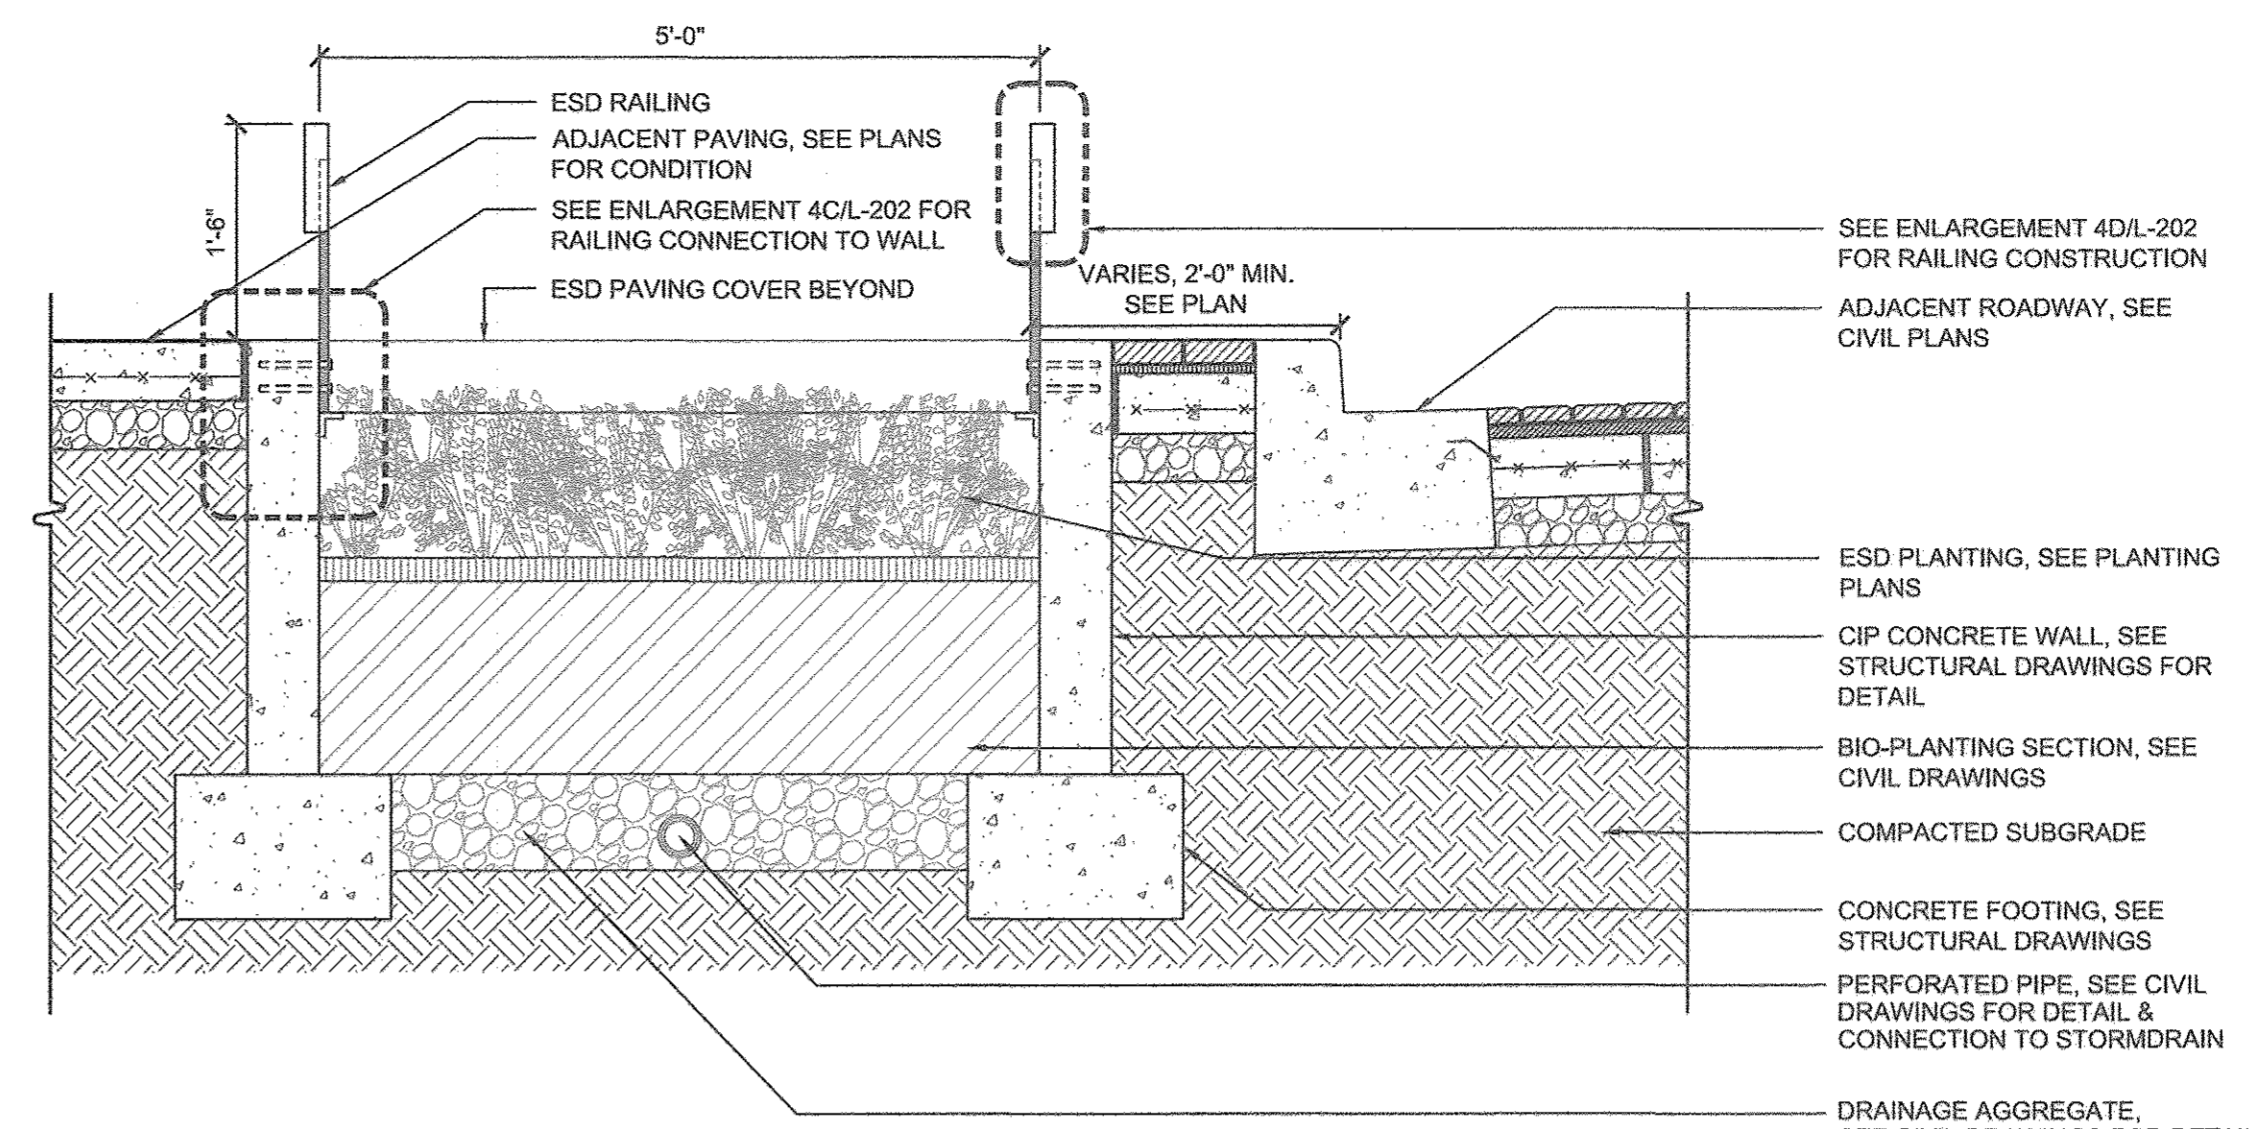 5'-0"
ESD RAILING
ADJACENT PAVING, SEE PLANS
FOR CONDITION
1'-6"
SEE ENLARGEMENT 4C/L-202 FOR
RAILING CONNECTION TO WALL
ESD PAVING COVER BEYOND
VARIES, 2'-0" MIN.
SEE PLAN
SEE ENLARGEMENT 4D/L-202
FOR RAILING CONSTRUCTION
ADJACENT ROADWAY, SEE
CIVIL PLANS
ESD PLANTING, SEE PLANTING
PLANS
CIP CONCRETE WALL, SEE
STRUCTURAL DRAWINGS FOR
DETAIL
BIO-PLANTING SECTION, SEE
CIVIL DRAWINGS
COMPACTED SUBGRADE
CONCRETE FOOTING, SEE
STRUCTURAL DRAWINGS
PERFORATED PIPE, SEE CIVIL
DRAWINGS FOR DETAIL &
CONNECTION TO STORMDRAIN
DRAINAGE AGGREGATE,